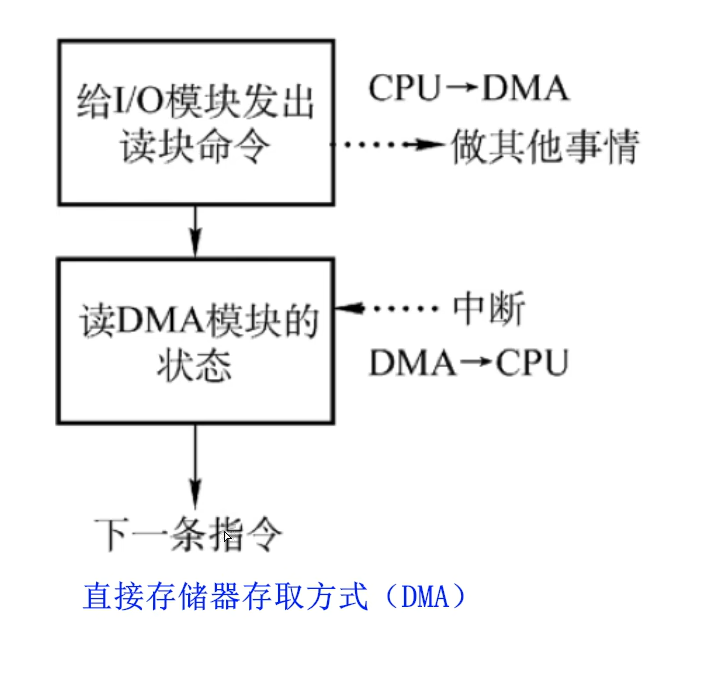 给I/O模块发出
读块命令
CPU→DMA
做其他事情
读DMA模块的
状态
中断
DMA→CPU
下一条指令
直接存储器存取方式（DMA）